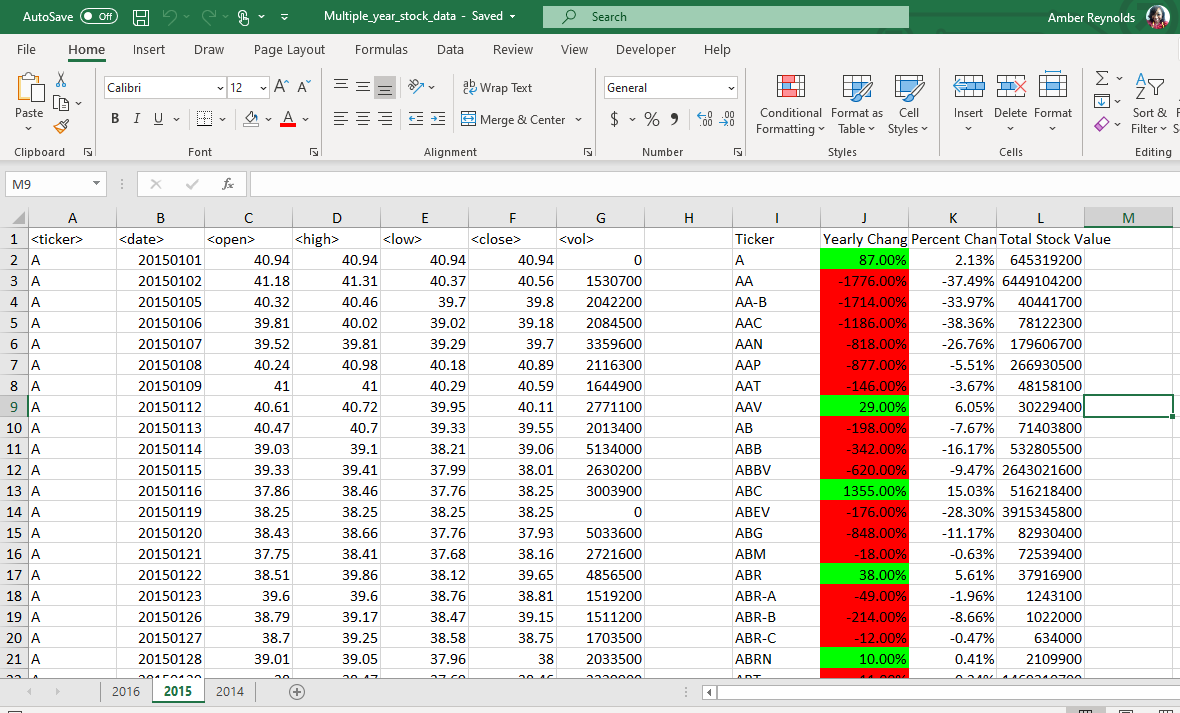 AutoSave Off Multiple_year_stock_data - Saved Search Amber Reynolds
File Home Insert Draw Page Layout Formulas Data Review View Developer Help
Calibri 12 Wrap Text General
Paste B I U Merge & Center $ % Conditional Formatting Format as Table Cell Styles Insert Delete Format Sort & Filter
Clipboard Font Alignment Number Styles Cells Editing
M9 fx
A B C D E F G H I J K L M
1 <ticker> <date> <open> <high> <low> <close> <vol> Ticker Yearly Chang Percent Chan Total Stock Value
2 A 20150101 40.94 40.94 40.94 40.94 0 A 87.00% 2.13% 645319200
3 A 20150102 41.18 41.31 40.37 40.56 1530700 AA -1776.00% -37.49% 6449104200
4 A 20150105 40.32 40.46 39.7 39.8 2042200 AA-B -1714.00% -33.97% 40441700
5 A 20150106 39.81 40.02 39.02 39.18 2084500 AAC -1186.00% -38.36% 78122300
6 A 20150107 39.52 39.81 39.29 39.7 3359600 AAN -818.00% -26.76% 179606700
7 A 20150108 40.24 40.98 40.18 40.89 2116300 AAP -877.00% -5.51% 266930500
8 A 20150109 41 41 40.29 40.59 1644900 AAT -146.00% -3.67% 48158100
9 A 20150112 40.61 40.72 39.95 40.11 2771100 AAV 29.00% 6.05% 30229400
10 A 20150113 40.47 40.7 39.33 39.55 2013400 AB -198.00% -7.67% 71403800
11 A 20150114 39.03 39.1 38.21 39.06 5134000 ABB -342.00% -16.17% 532805500
12 A 20150115 39.33 39.41 37.99 38.01 2630200 ABBV -620.00% -9.47% 2643021600
13 A 20150116 37.86 38.46 37.76 38.25 3003900 ABC 1355.00% 15.03% 516218400
14 A 20150119 38.25 38.25 38.25 38.25 0 ABEV -176.00% -28.30% 3915345800
15 A 20150120 38.43 38.66 37.76 37.93 5033600 ABG -848.00% -11.17% 82930400
16 A 20150121 37.75 38.41 37.68 38.16 2721600 ABM -18.00% -0.63% 72539400
17 A 20150122 38.51 39.86 38.12 39.65 4856500 ABR 38.00% 5.61% 37916900
18 A 20150123 39.6 39.6 38.76 38.81 1519200 ABR-A -49.00% -1.96% 1243100
19 A 20150126 38.79 39.17 38.47 39.15 1511200 ABR-B -214.00% -8.66% 1022000
20 A 20150127 38.7 39.25 38.58 38.75 1703500 ABR-C -12.00% -0.47% 634000
21 A 20150128 39.01 39.05 37.96 38 2033500 ABRN 10.00% 0.41% 2109900
2016 2015 2014